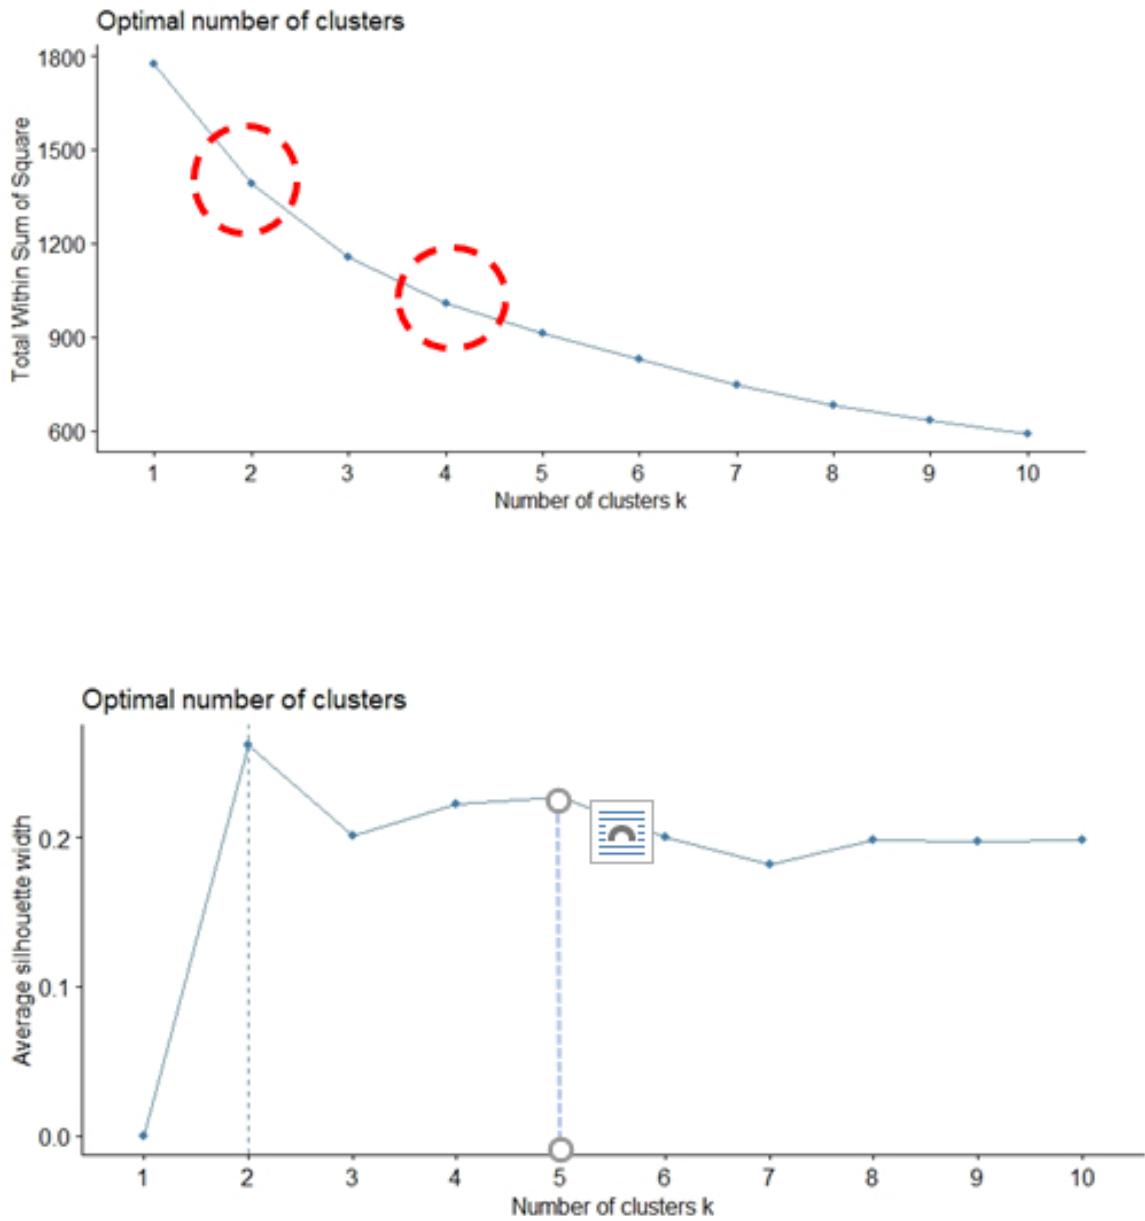 Optimal number of clusters
Total Within Sum of Square
1800
1500
1200
900
600
1 2 3 4 5 6 7 8 9 10
Number of clusters k
Optimal number of clusters
Average silhouette width
0.2
0.1
0.0
1 2 3 4 5 6 7 8 9 10
Number of clusters k